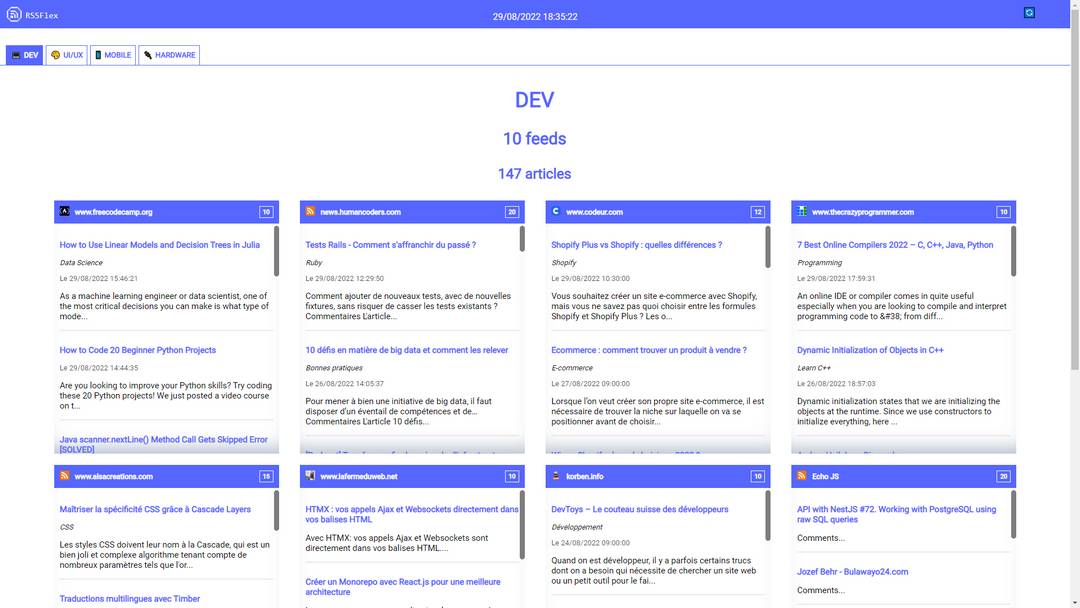 RSSFlex
29/08/2022 18:35:22
DEV
UI/UX
MOBILE
HARDWARE
DEV
10 feeds
147 articles
www.freecodecamp.org
10
How to Use Linear Models and Decision Trees in Julia
Data Science
Le 29/08/2022 15:46:21
As a machine learning engineer or data scientist, one of
the most critical decisions you can make is what type of
mode...
How to Code 20 Beginner Python Projects
Le 29/08/2022 14:44:35
Are you looking to improve your Python skills? Try coding
these 20 Python projects! We just posted a video course
on t...
Java scanner.nextLine() Method Call Gets Skipped Error
[SOLVED]
news.humancoders.com
20
Tests Rails - Comment s'affranchir du passé ?
Ruby
Le 29/08/2022 12:29:50
Comment ajouter de nouveaux tests, avec de nouvelles
fixtures, sans risquer de casser les tests existants ?
Commentaires L'article...
10 défis en matière de big data et comment les relever
Bonnes pratiques
Le 26/08/2022 14:05:37
Pour mener à bien une initiative de big data, il faut
disposer d'un éventail de compétences et de...
Commentaires L'article 10 défis...
www.codeur.com
12
Shopify Plus vs Shopify : quelles différences ?
Shopify
Le 29/08/2022 10:30:00
Vous souhaitez créer un site e-commerce avec Shopify,
mais vous ne savez pas quoi choisir entre les formules
Shopify et Shopify Plus ? Les o...
Ecommerce : comment trouver un produit à vendre ?
E-commerce
Le 27/08/2022 09:00:00
Lorsque l'on veut créer son propre site e-commerce, il est
nécessaire de trouver la niche sur laquelle on va se
positionner avant de choisir...
www.thecrazyprogrammer.com
10
7 Best Online Compilers 2022 – C, C++, Java, Python
Programming
Le 29/08/2022 17:59:31
An online IDE or compiler comes in quite useful
especially when you are looking to compile and interpret
programming code to &#38; from diff...
Dynamic Initialization of Objects in C++
Learn C++
Le 26/08/2022 18:57:03
Dynamic initialization states that we are initializing the
objects at the runtime. Since we use constructors to
initialize everything, here ...
www.alsacreations.com
15
Maîtriser la spécificité CSS grâce à Cascade Layers
CSS
Les styles CSS doivent leur nom à la Cascade, qui est un
bien joli et complexe algorithme tenant compte de
nombreux paramètres tels que l'or...
Traductions multilingues avec Timber
www.lafermeduweb.net
10
HTMX : vos appels Ajax et Websockets directement dans
vos balises HTML
Avec HTMX: vos appels Ajax et Websockets sont
directement dans vos balises HTML....
Créer un Monorepo avec React.js pour une meilleure
architecture
korben.info
10
DevToys – Le couteau suisse des développeurs
Développement
Le 24/08/2022 09:00:00
Quand on est développeur, il y a parfois certains trucs
dont on a besoin qui nécessite de chercher un site web
ou un petit outil pour le fai...
Echo JS
20
API with NestJS #72. Working with PostgreSQL using
raw SQL queries
Comments...
Jozef Behr - Bulawayo24.com
Comments...